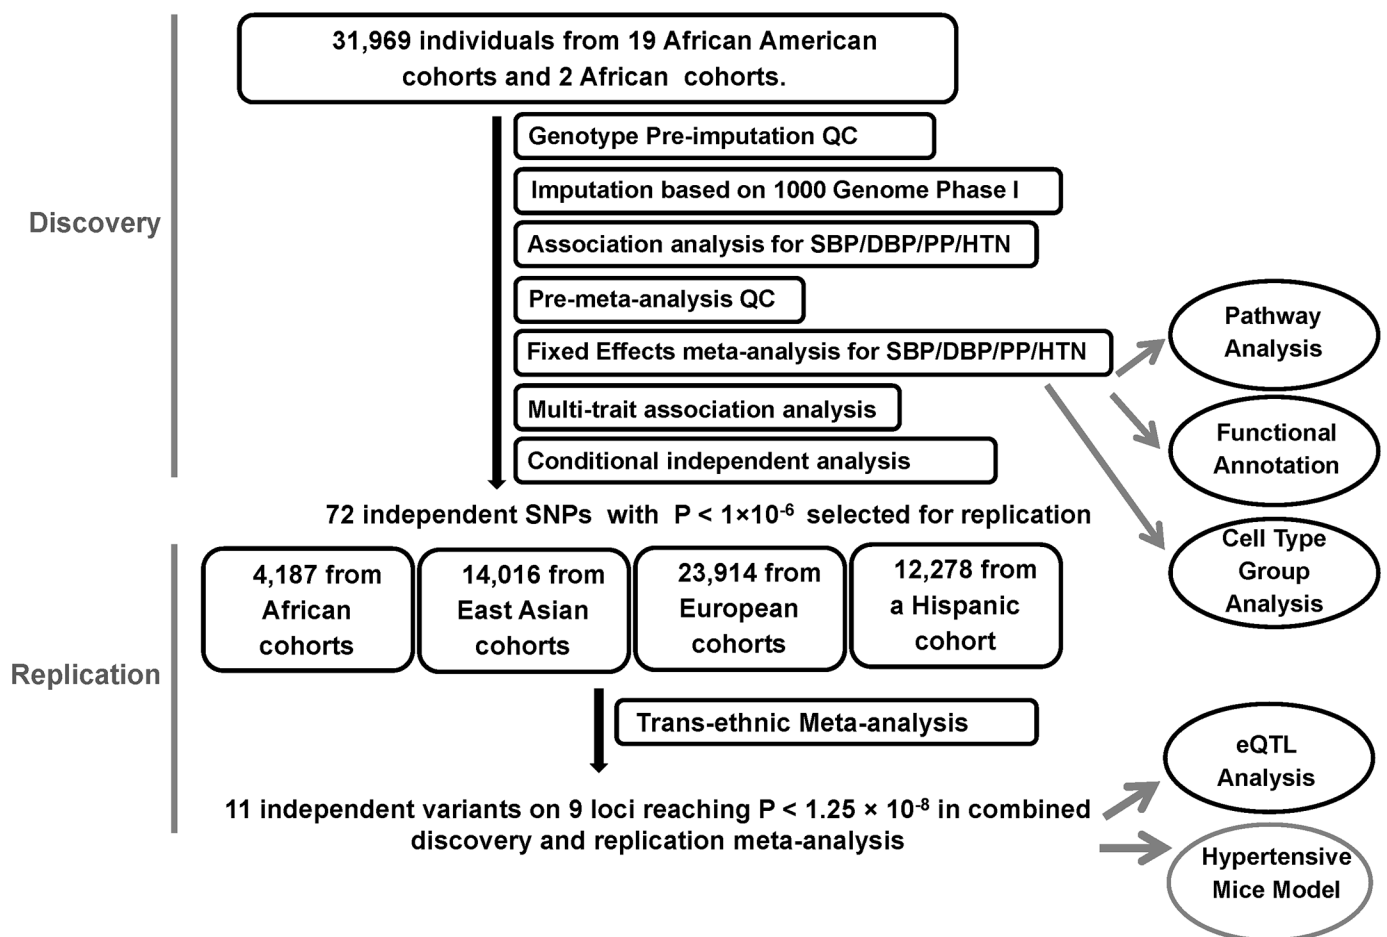 31,969 individuals from 19 African American
cohorts and 2 African cohorts.
Discovery
Genotype Pre-imputation QC
Imputation based on 1000 Genome Phase I
Association analysis for SBP/DBP/PP/HTN
Pre-meta-analysis QC
Fixed Effects meta-analysis for SBP/DBP/PP/HTN
Multi-trait association analysis
Conditional independent analysis
Pathway
Analysis
Functional
Annotation
Cell Type
Group
Analysis
72 independent SNPs with P < 1×10⁻⁶ selected for replication
Replication
4,187 from
African
cohorts
14,016 from
East Asian
cohorts
23,914 from
European
cohorts
12,278 from
a Hispanic
cohort
Trans-ethnic Meta-analysis
11 independent variants on 9 loci reaching P < 1.25 × 10⁻⁸ in combined
discovery and replication meta-analysis
eQTL
Analysis
Hypertensive
Mice Model